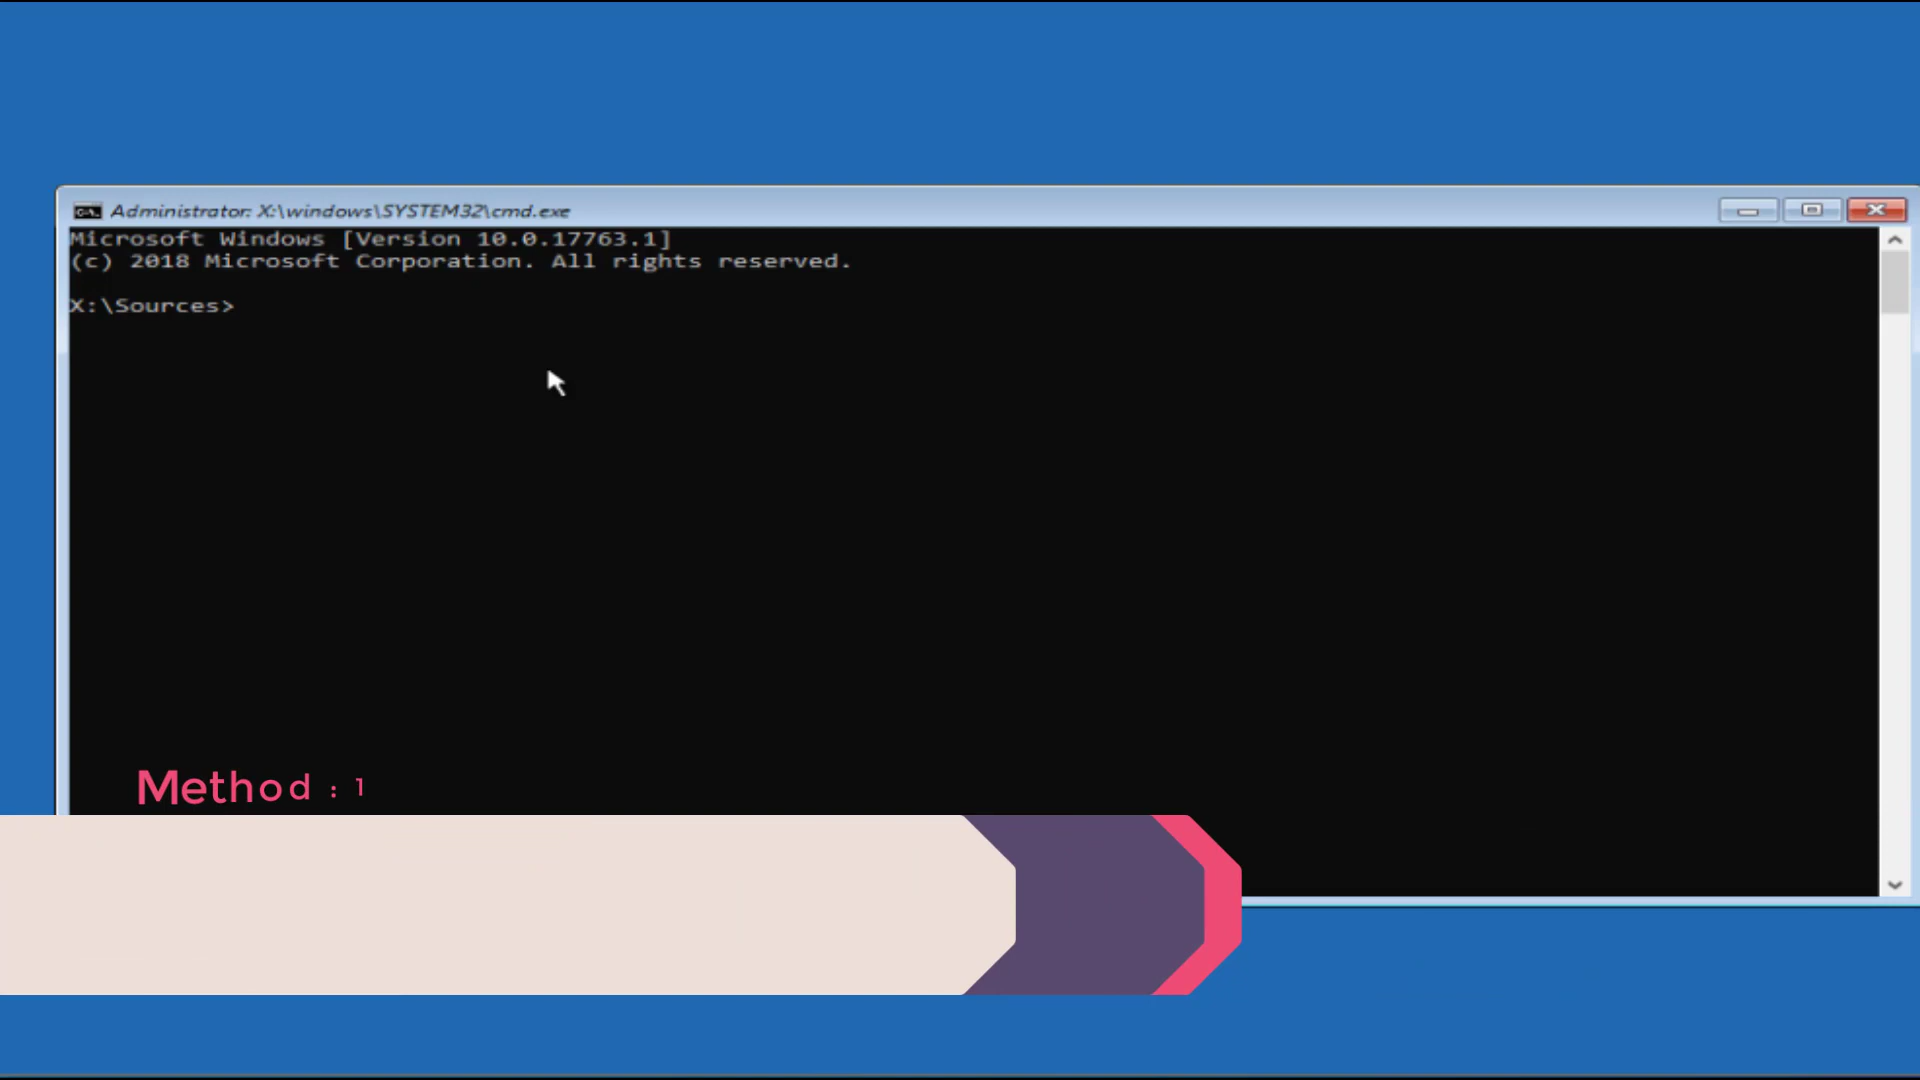 Administrator: X:\windows\SYSTEM32\cmd.exe
Microsoft Windows [Version 10.0.17763.1]
(c) 2018 Microsoft Corporation. All rights reserved.
X:\Sources>
Method : 1